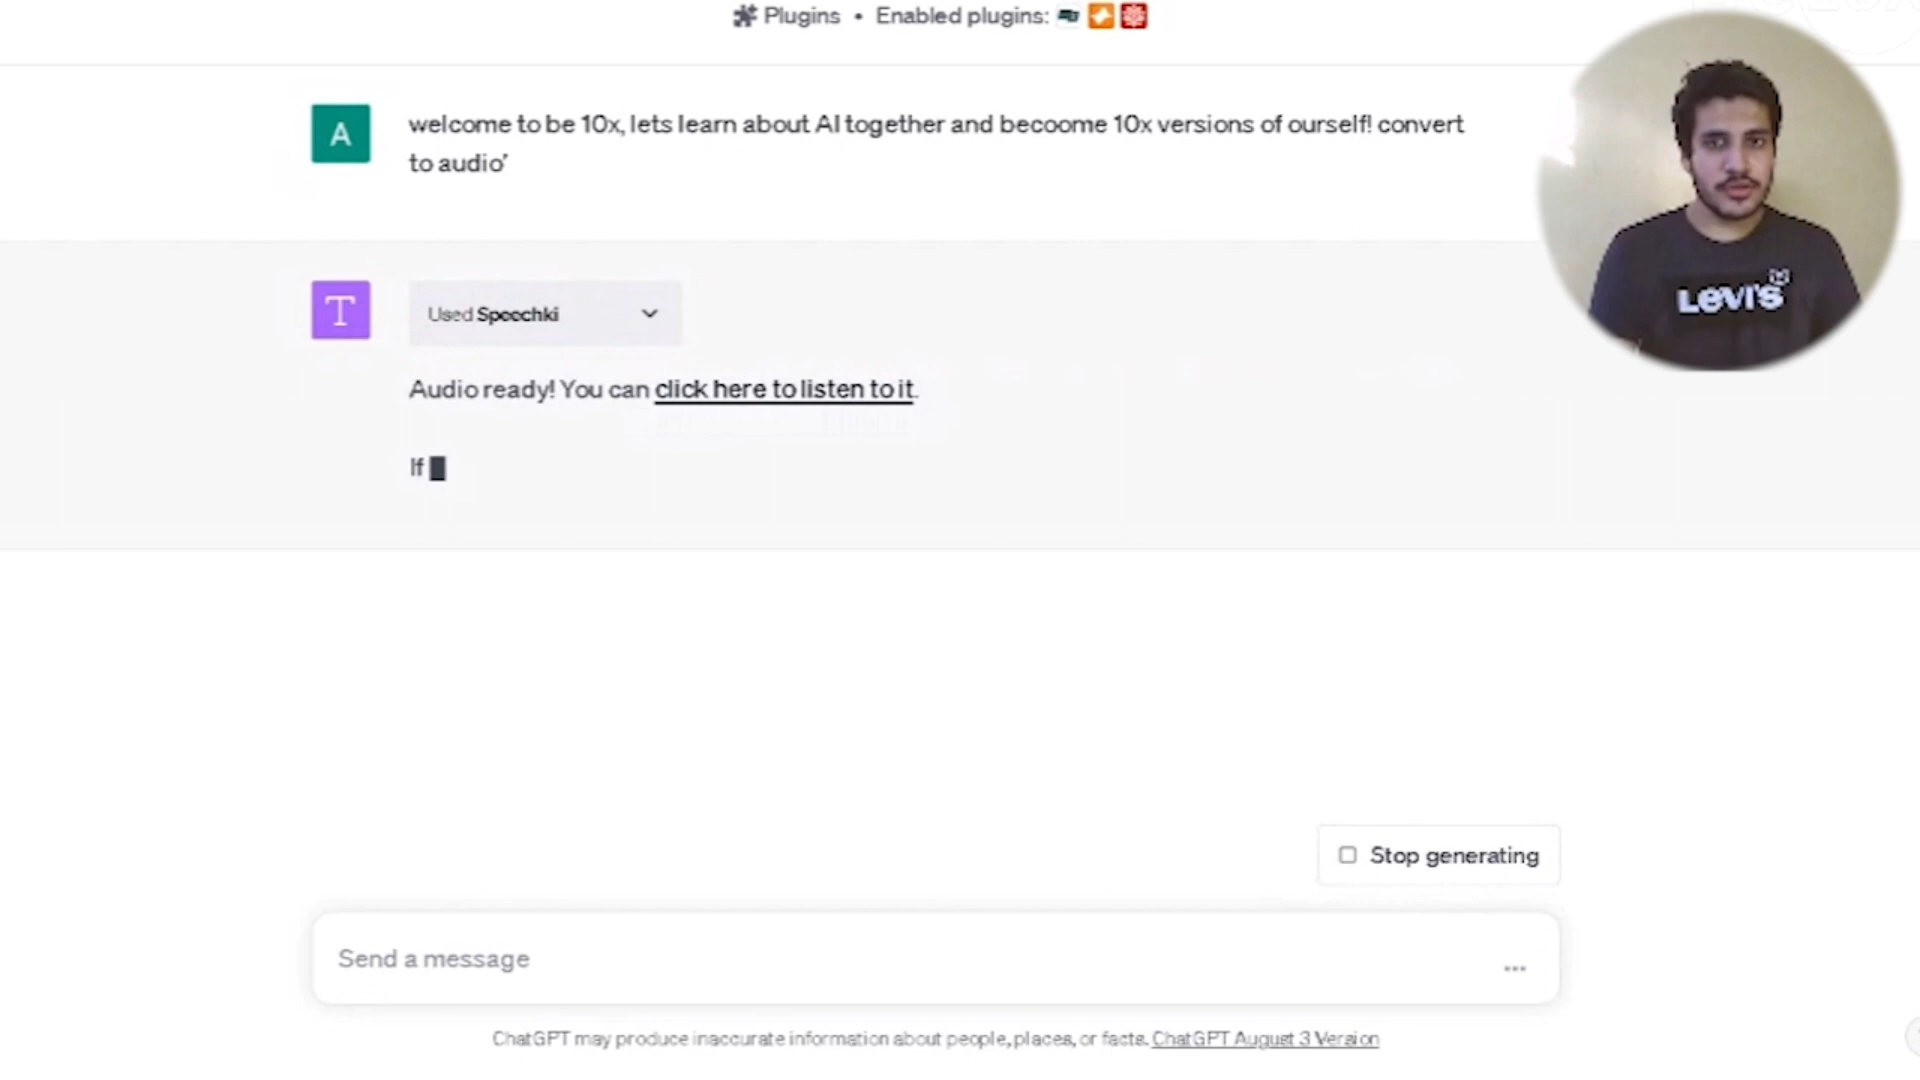 Plugins • Enabled plugins:
A
welcome to be 10x, lets learn about AI together and becoome 10x versions of ourself! convert
to audio'
LEVI'S
T
Used Speechki
Audio ready! You can click here to listen to it.
If
Stop generating
Send a message
ChatGPT may produce inaccurate information about people, places, or facts. ChatGPT August 3 Version